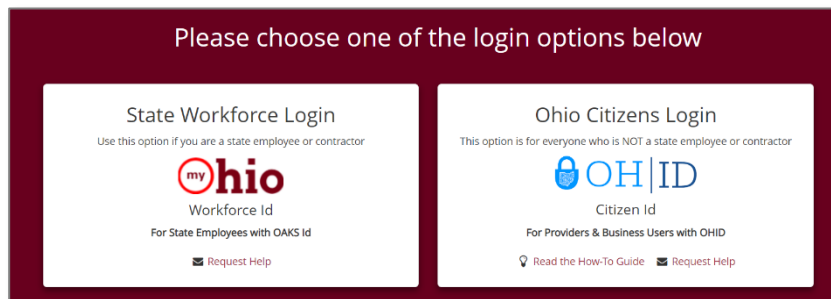 Please choose one of the login options below
State Workforce Login
Use this option if you are a state employee or contractor
myOhio
Workforce Id
For State Employees with OAKS Id
Request Help
Ohio Citizens Login
This option is for everyone who is NOT a state employee or contractor
OH|ID
Citizen Id
For Providers & Business Users with OHID
Read the How-To Guide Request Help